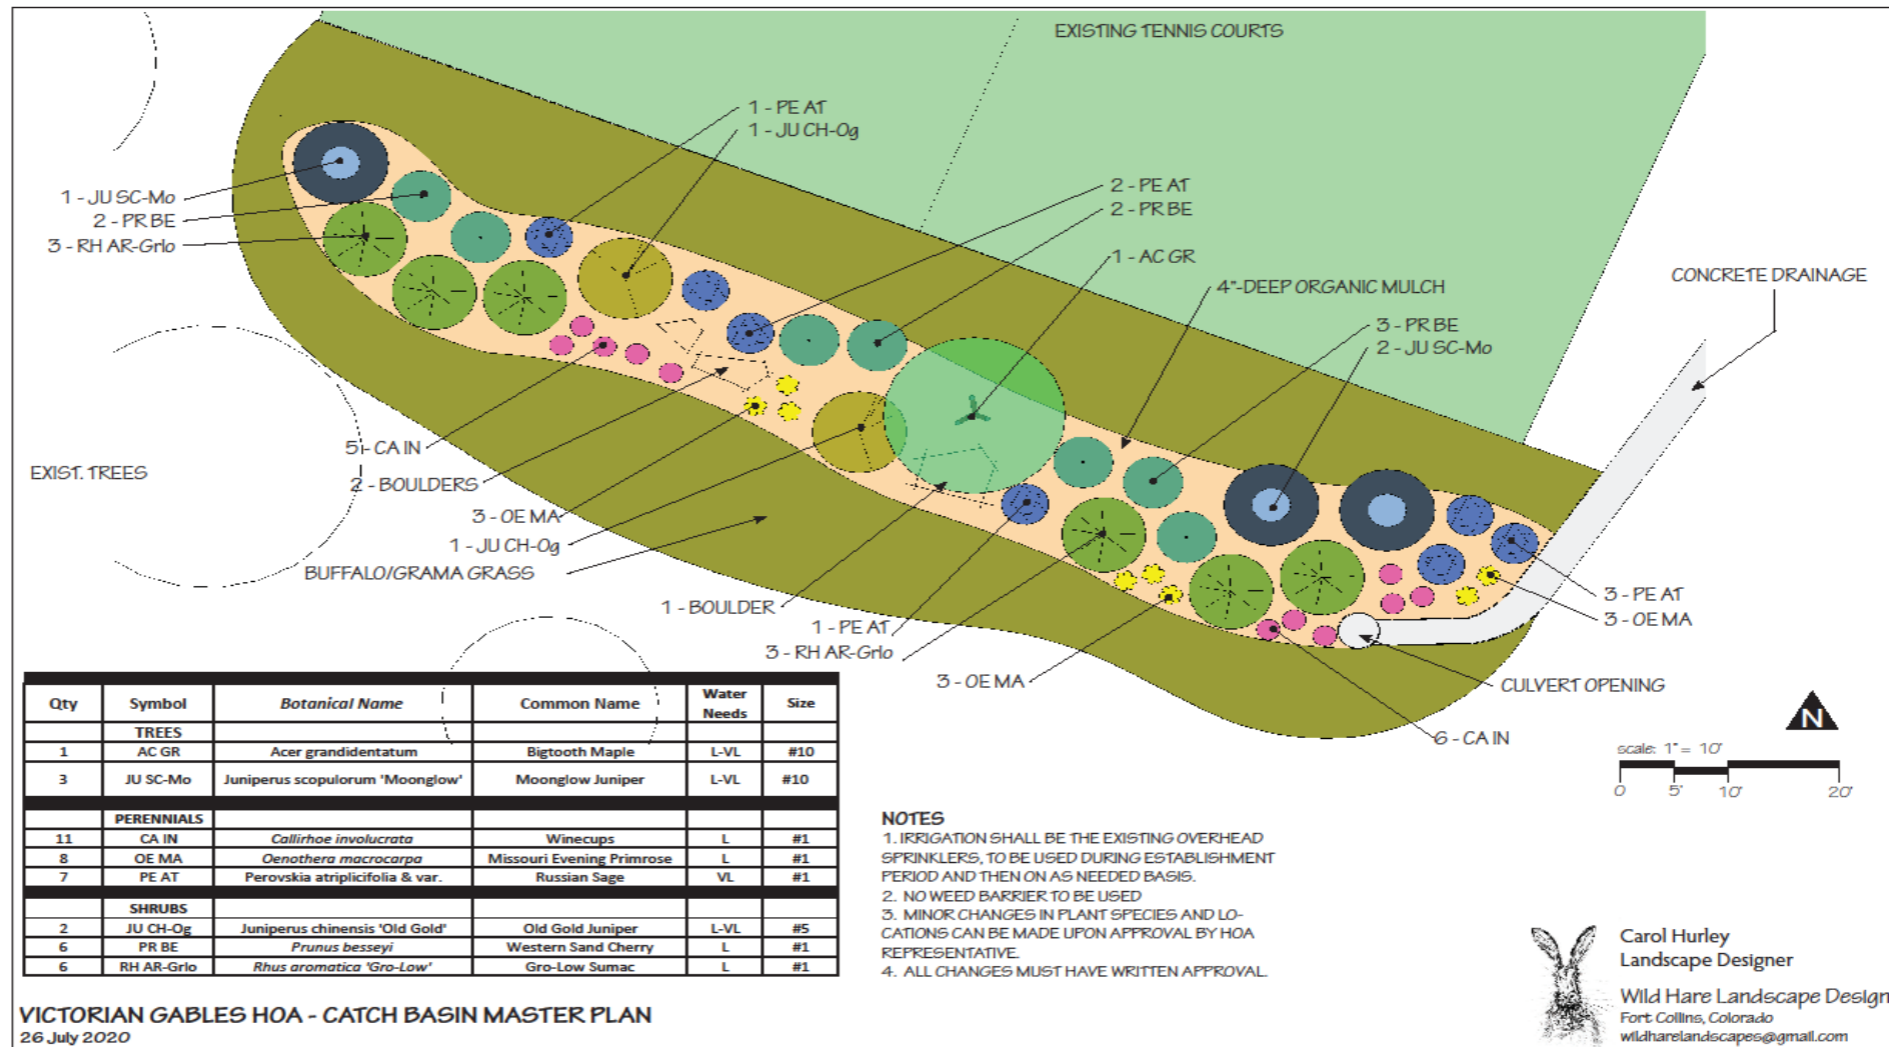 EXISTING TENNIS COURTS
1 - PE AT
1 - JU CH-Og
1 - JU SC-Mo
2 - PR BE
3 - RH AR-Grlo
2 - PE AT
2 - PR BE
1 - AC GR
4"-DEEP ORGANIC MULCH
CONCRETE DRAINAGE
3 - PR BE
2 - JU SC-Mo
EXIST. TREES
5 - CA IN
2 - BOULDERS
3 - OE MA
1 - JU CH-Og
BUFFALO/GRAMA GRASS
1 - BOULDER
1 - PE AT
3 - RH AR-Grlo
3 - OE MA
3 - PE AT
3 - OE MA
CULVERT OPENING
6 - CA IN
N
scale: 1" = 10'
0 5' 10' 20'
Qty Symbol Botanical Name Common Name Water Needs Size
TREES
1 AC GR Acer grandidentatum Bigtooth Maple L-VL #10
3 JU SC-Mo Juniperus scopulorum 'Moonglow' Moonglow Juniper L-VL #10
PERENNIALS
11 CA IN Callirhoe involucrata Winecups L #1
8 OE MA Oenothera macrocarpa Missouri Evening Primrose L #1
7 PE AT Perovskia atriplicifolia & var. Russian Sage VL #1
SHRUBS
2 JU CH-Og Juniperus chinensis 'Old Gold' Old Gold Juniper L-VL #5
6 PR BE Prunus besseyi Western Sand Cherry L #1
6 RH AR-Grlo Rhus aromatica 'Gro-Low' Gro-Low Sumac L #1
NOTES
1. IRRIGATION SHALL BE THE EXISTING OVERHEAD
SPRINKLERS, TO BE USED DURING ESTABLISHMENT
PERIOD AND THEN ON AS NEEDED BASIS.
2. NO WEED BARRIER TO BE USED
3. MINOR CHANGES IN PLANT SPECIES AND LO-
CATIONS CAN BE MADE UPON APPROVAL BY HOA
REPRESENTATIVE.
4. ALL CHANGES MUST HAVE WRITTEN APPROVAL.
VICTORIAN GABLES HOA - CATCH BASIN MASTER PLAN
26 July 2020
Carol Hurley
Landscape Designer
Wild Hare Landscape Design
Fort Collins, Colorado
wildharelandscapes@gmail.com